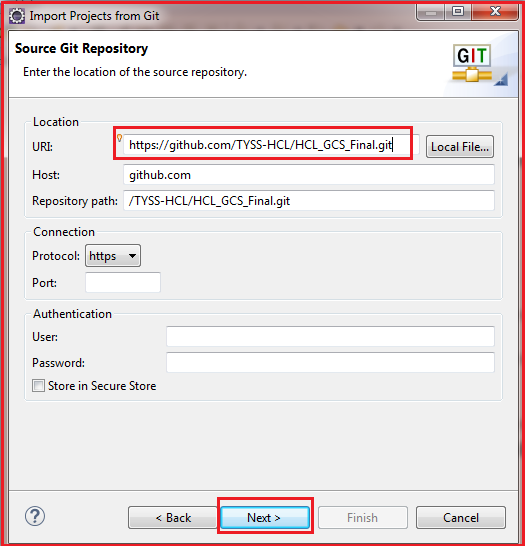 Import Projects from Git
Source Git Repository
Enter the location of the source repository.
GIT
Location
URI: https://github.com/TYSS-HCL/HCL_GCS_Final.git Local File...
Host: github.com
Repository path: /TYSS-HCL/HCL_GCS_Final.git
Connection
Protocol: https
Port:
Authentication
User:
Password:
Store in Secure Store
? < Back Next > Finish Cancel